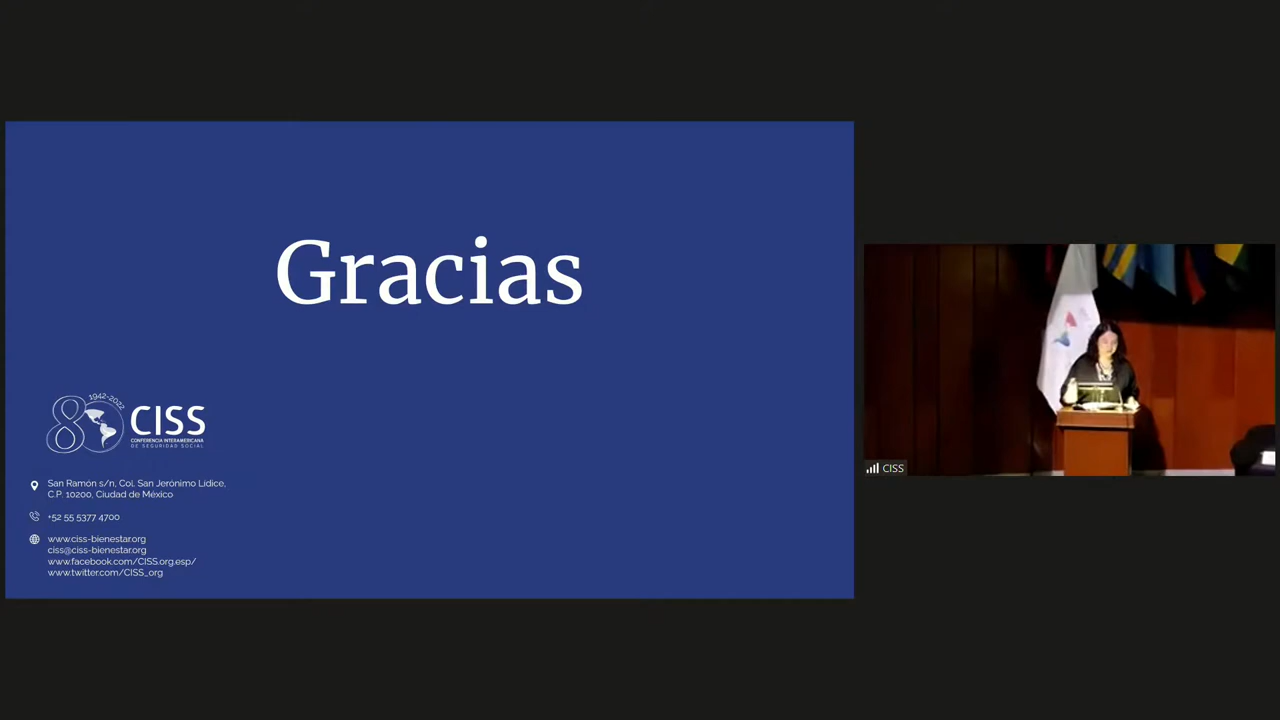 Gracias
80
1942-2022
CISS
CONFERENCIA INTERAMERICANA
DE SEGURIDAD SOCIAL
San Ramón s/n, Col. San Jerónimo Lídice,
C.P. 10200, Ciudad de México
+52 55 5377 4700
www.ciss-bienestar.org
ciss@ciss-bienestar.org
www.facebook.com/CISS.org.esp/
www.twitter.com/CISS_org
CISS